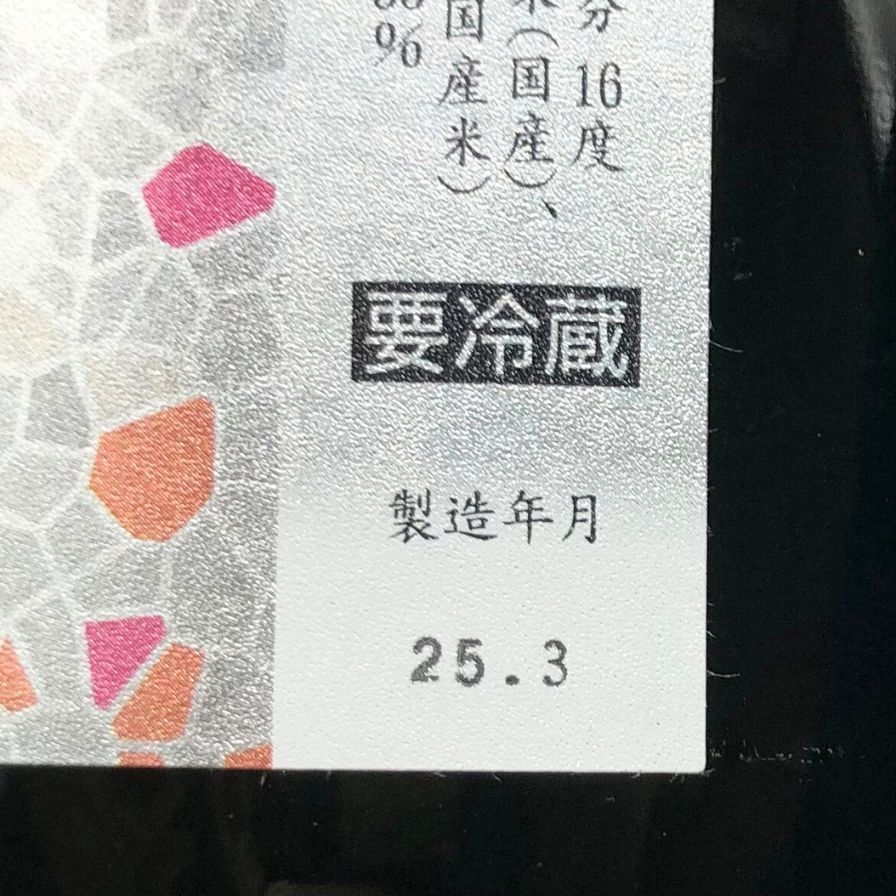 分 16度
米(国産)、
国産米)
%
要冷蔵
製造年月
25.3